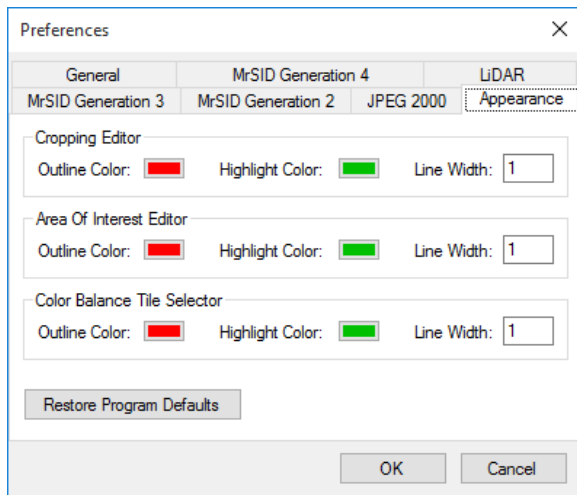 Preferences
General MrSID Generation 4 LiDAR
MrSID Generation 3 MrSID Generation 2 JPEG 2000 Appearance
Cropping Editor
Outline Color: Highlight Color: Line Width: 1
Area Of Interest Editor
Outline Color: Highlight Color: Line Width: 1
Color Balance Tile Selector
Outline Color: Highlight Color: Line Width: 1
Restore Program Defaults
OK Cancel